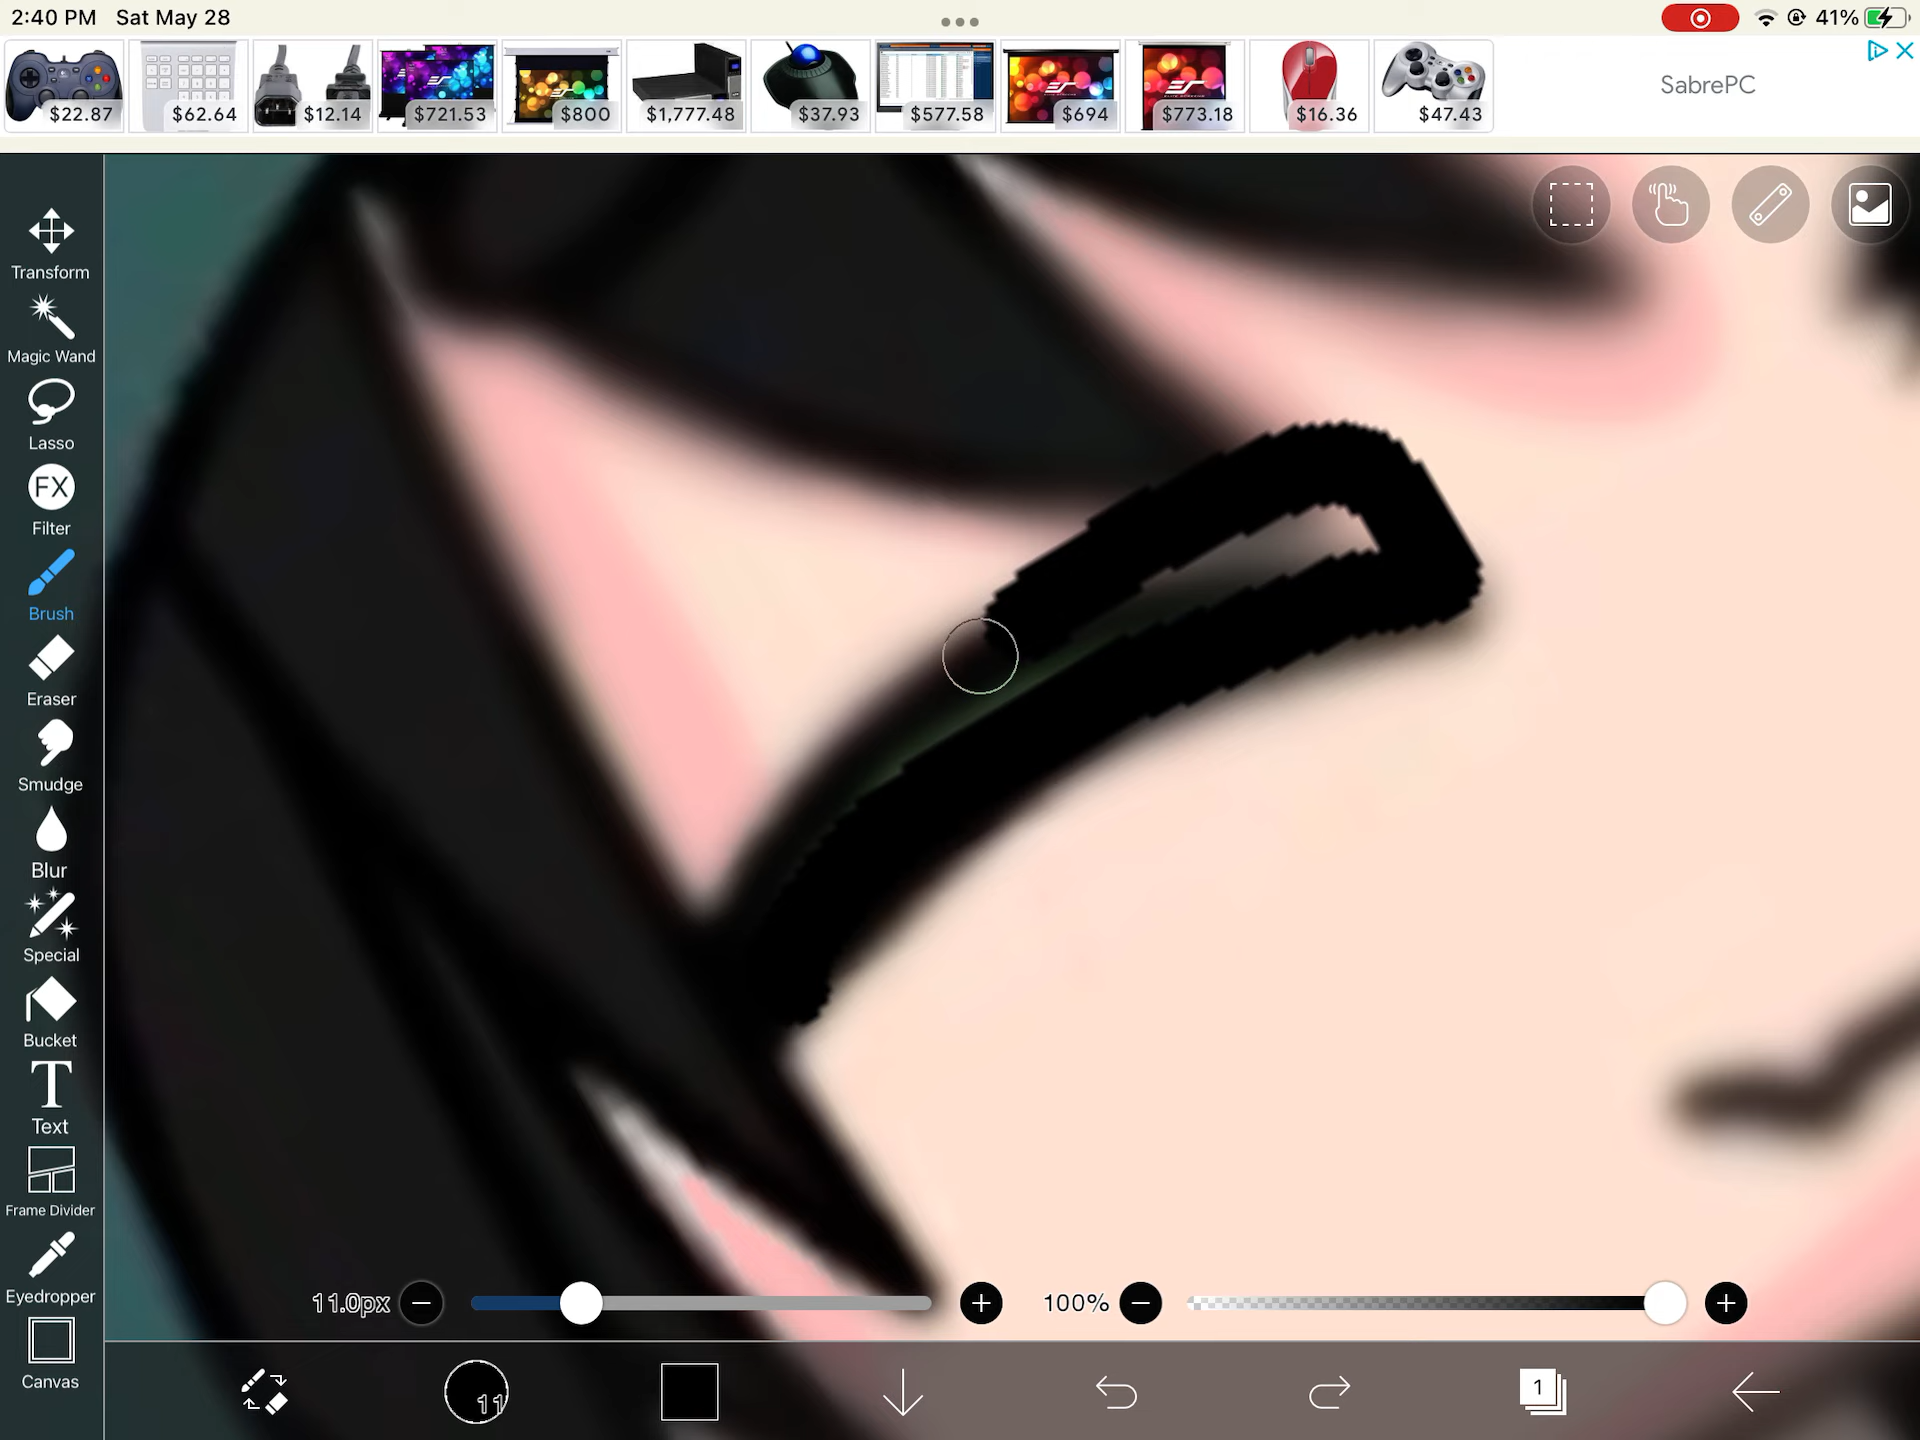 2:40 PM Sat May 28
41%
$22.87
$62.64
$12.14
$721.53
$800
$1,777.48
$37.93
$577.58
$694
$773.18
$16.36
$47.43
SabrePC
Transform
Magic Wand
Lasso
FX
Filter
Brush
Eraser
Smudge
Blur
Special
Bucket
T
Text
Frame Divider
Eyedropper
Canvas
11.0px
100%
11
1